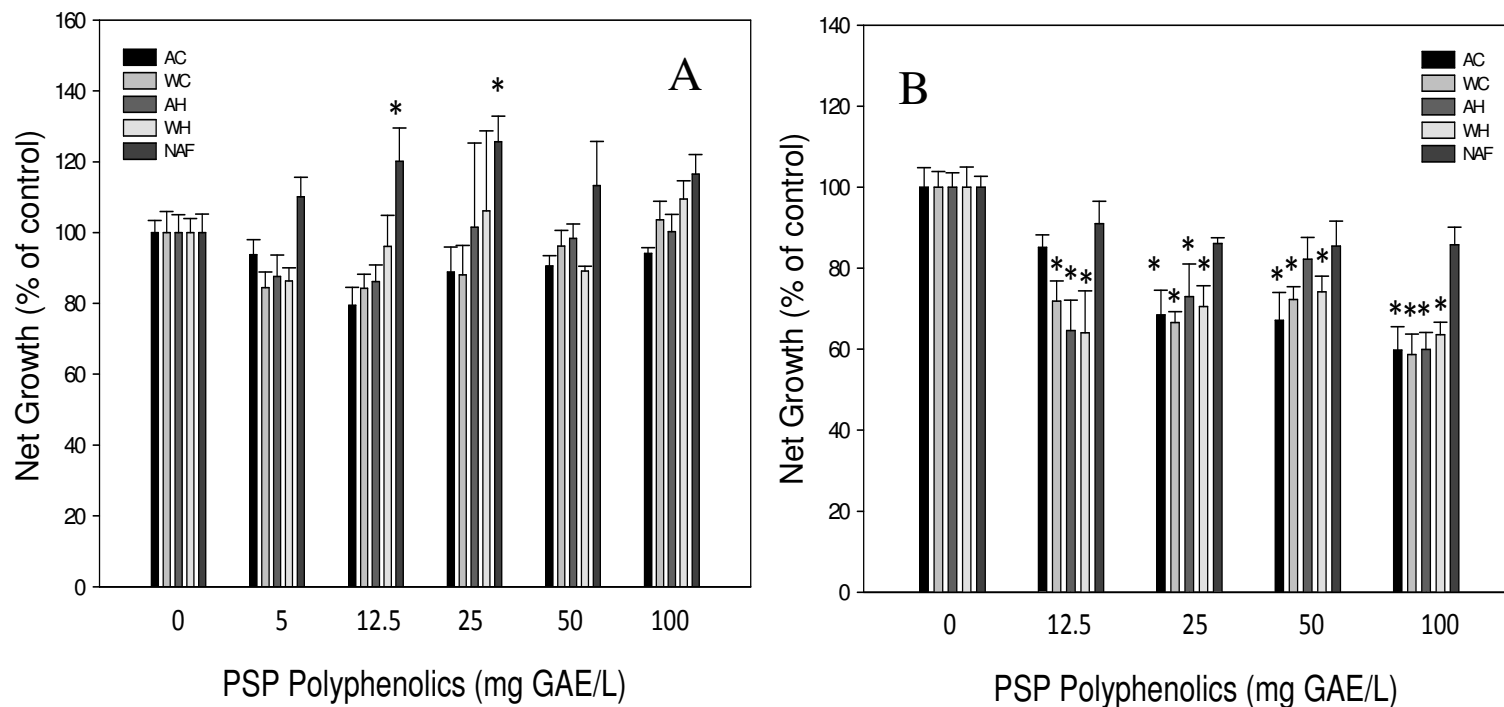 A
AC
WC
AH
WH
NAF
160
140
120
100
80
60
40
20
0
Net Growth (% of control)
* *
0 5 12.5 25 50 100
PSP Polyphenolics (mg GAE/L)
B
AC
WC
AH
WH
NAF
140
120
100
80
60
40
20
0
Net Growth (% of control)
* * * * * * * * * * * * * *
0 12.5 25 50 100
PSP Polyphenolics (mg GAE/L)